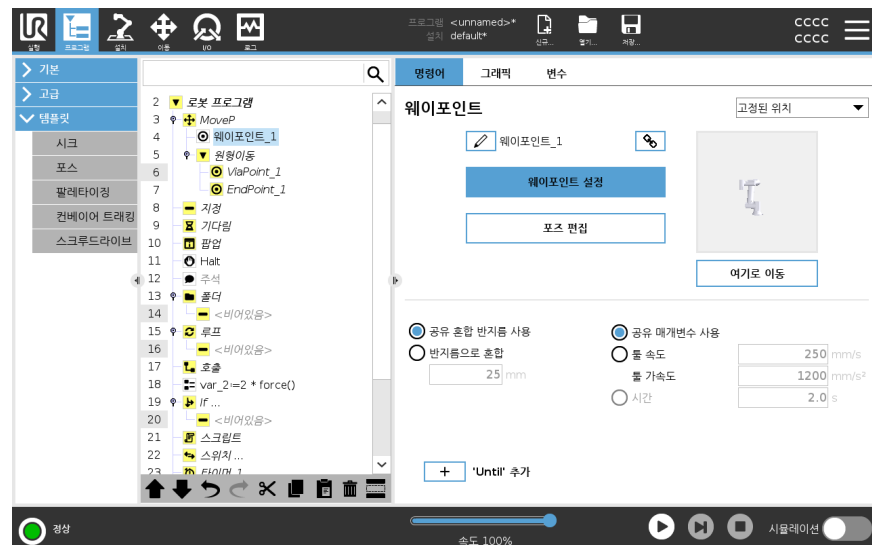 UR
실행
프로그램
설치
이동
I/O
로그
프로그램 <unnamed>*
설치 default*
신규...
열기...
저장...
CCCC
CCCC
기본
고급
템플릿
시크
포스
팔레타이징
컨베이어 트래킹
스크루드라이브
2 로봇 프로그램
3 MoveP
4 웨이포인트_1
5 원형이동
6 ViaPoint_1
7 EndPoint_1
8 지정
9 기다림
10 팝업
11 Halt
12 주석
13 폴더
14 <비어있음>
15 루프
16 <비어있음>
17 호출
18 var_2≔2 * force()
19 If ...
20 <비어있음>
21 스크립트
22 스위치 ...
23 타이머_1
명령어 그래픽 변수
웨이포인트
고정된 위치
웨이포인트_1
웨이포인트 설정
포즈 편집
여기로 이동
공유 혼합 반지름 사용
반지름으로 혼합
25 mm
공유 매개변수 사용
툴 속도 250 mm/s
툴 가속도 1200 mm/s²
시간 2.0 s
+ 'Until' 추가
정상
속도 100%
시뮬레이션